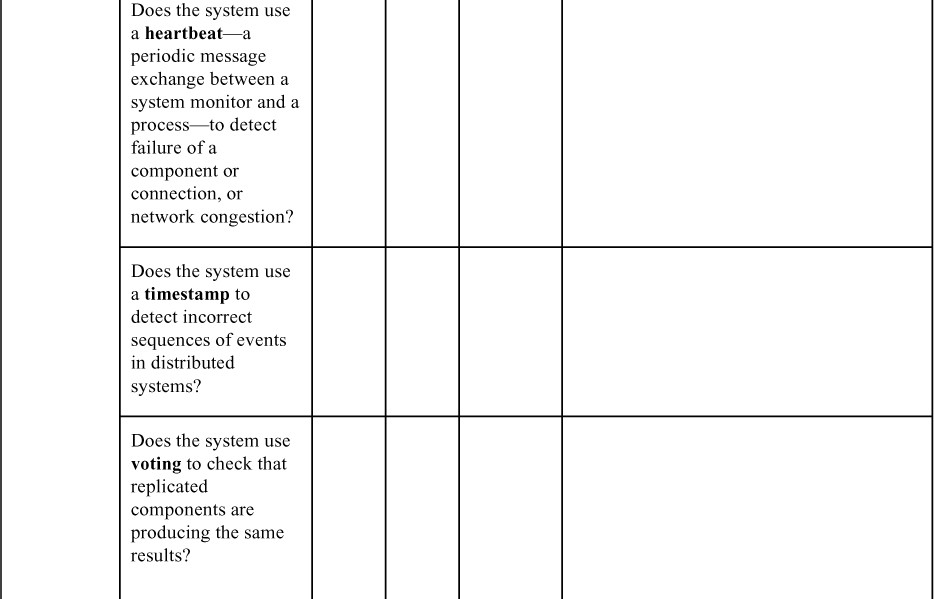 Does the system use
a heartbeat—a
periodic message
exchange between a
system monitor and a
process—to detect
failure of a
component or
connection, or
network congestion?
Does the system use
a timestamp to
detect incorrect
sequences of events
in distributed
systems?
Does the system use
voting to check that
replicated
components are
producing the same
results?